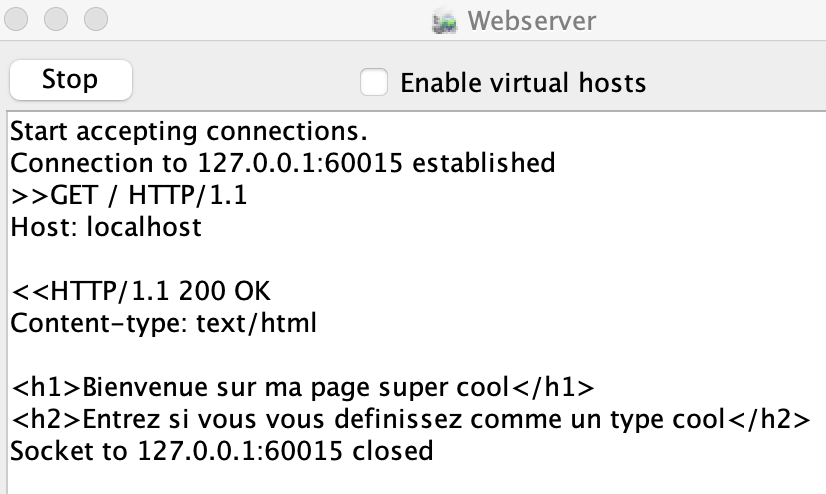 Webserver
Stop
Enable virtual hosts
Start accepting connections.
Connection to 127.0.0.1:60015 established
>>GET / HTTP/1.1
Host: localhost
<<HTTP/1.1 200 OK
Content-type: text/html
<h1>Bienvenue sur ma page super cool</h1>
<h2>Entrez si vous vous definissez comme un type cool</h2>
Socket to 127.0.0.1:60015 closed